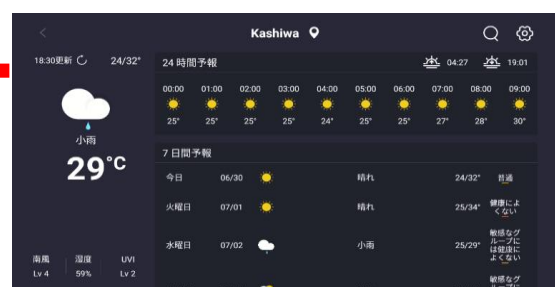 Kashiwa
18:30更新
24/32°
小雨
29°C
南風
Lv 4
湿度
59%
UVI
Lv 2
24 時間予報
04:27
19:01
00:00 01:00 02:00 03:00 04:00 05:00 06:00 07:00 08:00 09:00
25° 25° 25° 25° 24° 25° 25° 27° 28° 30°
7 日間予報
今日 06/30 晴れ 24/32° 普通
火曜日 07/01 晴れ 25/34° 健康によ
くない
水曜日 07/02 小雨 25/29° 敏感なグ
ループに
は健康に
よくない
敏感なグ